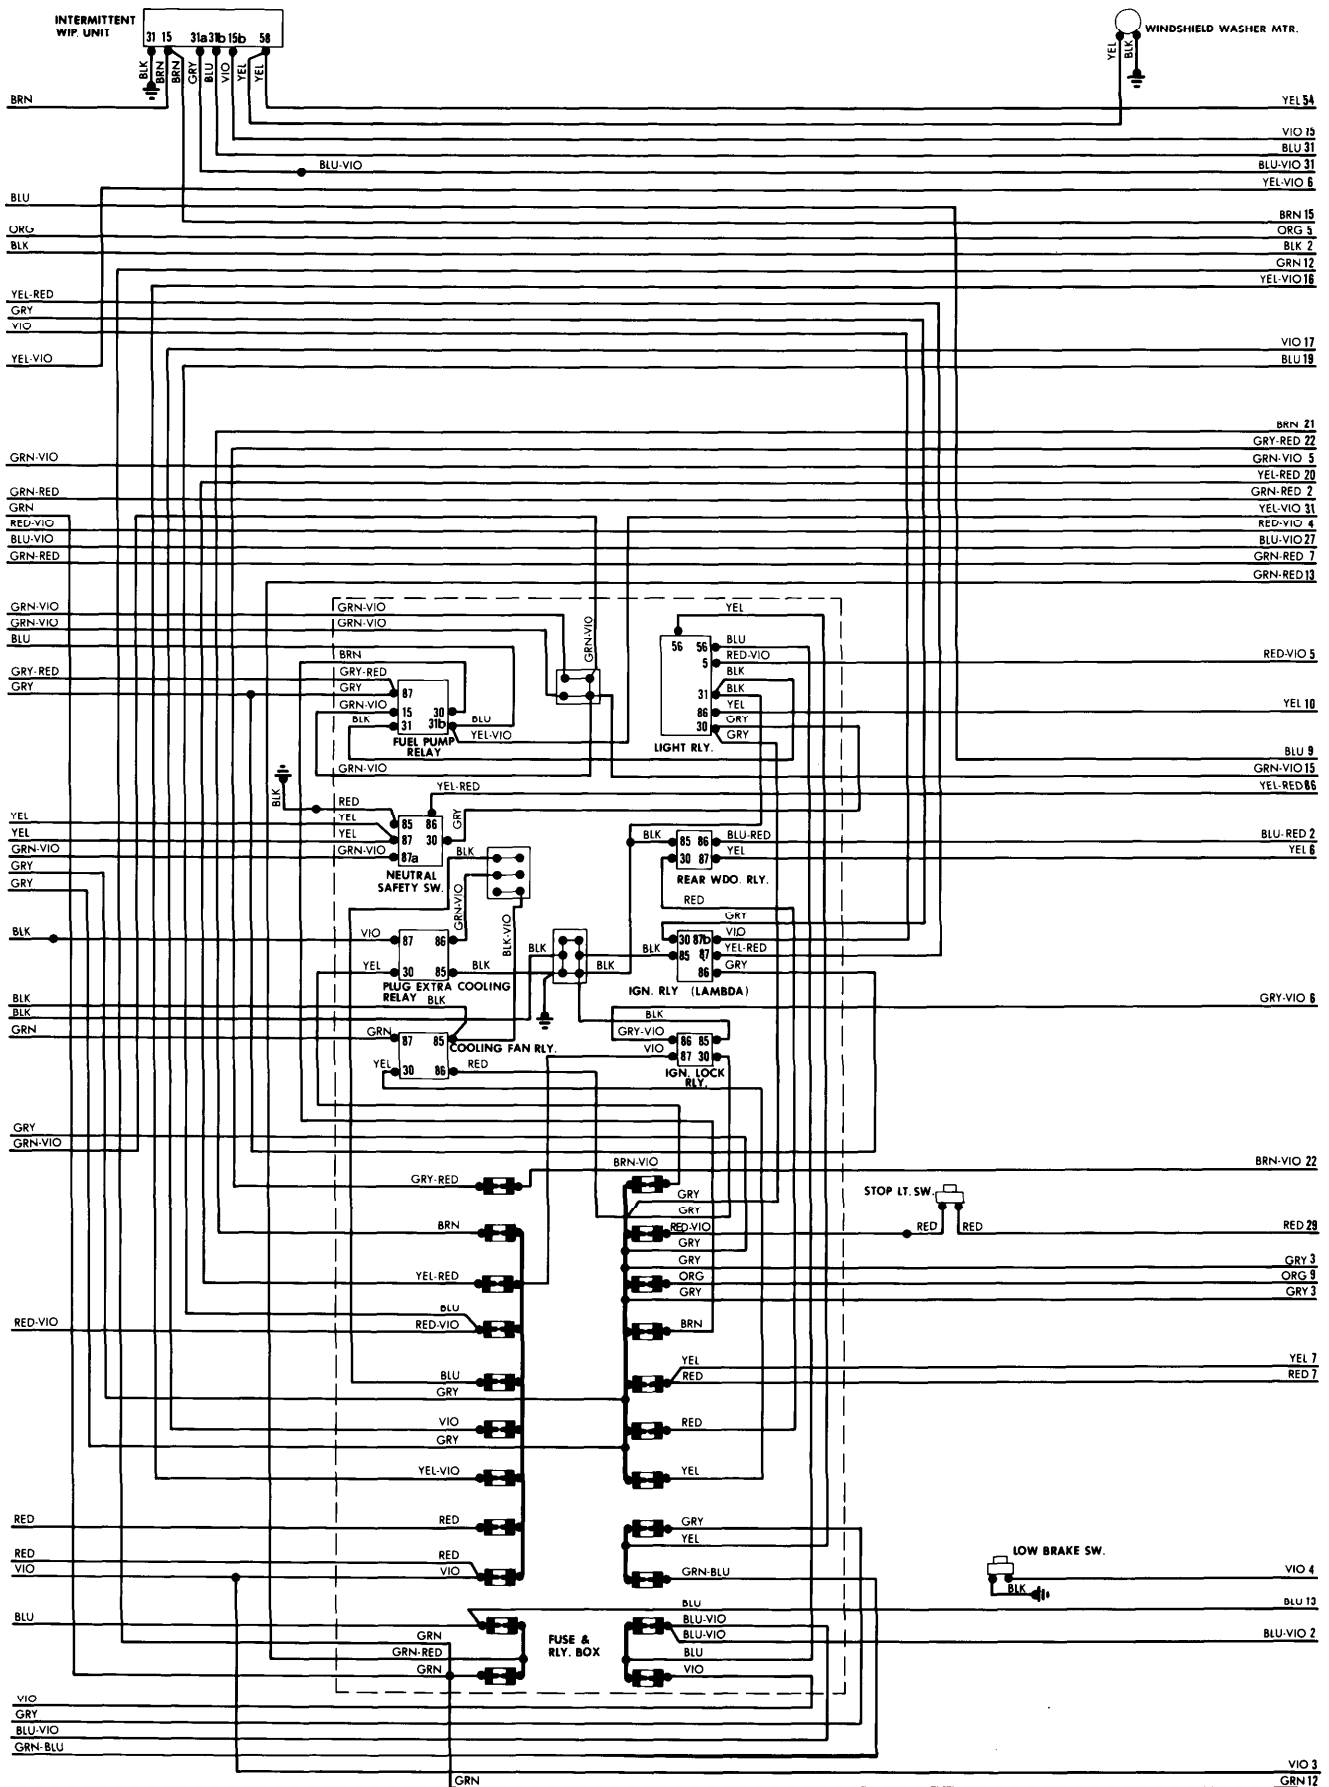 INTERMITTENT
WIP. UNIT
31 15 31a 31b 15b 58
BLK
BRN
BRN
GRY
BLU
VIO
YEL
YEL
WINDSHIELD WASHER MTR.
YEL
BLK
BRN
YEL 54
VIO 15
BLU 31
BLU-VIO
BLU-VIO 31
YEL-VIO 6
BLU
BRN 15
ORG
ORG 5
BLK
BLK 2
GRN 12
YEL-VIO 16
YEL-RED
GRY
VIO
VIO 17
YEL-VIO
BLU 19
BRN 21
GRY-RED 22
GRN-VIO
GRN-VIO 5
YEL-RED 20
GRN-RED
GRN-RED 2
GRN
YEL-VIO 31
RED-VIO
RED-VIO 4
BLU-VIO
BLU-VIO 27
GRN-RED
GRN-RED 7
GRN-RED 13
GRN-VIO
GRN-VIO
YEL
GRN-VIO
GRN-VIO
GRN-VIO
BLU
56 56
BLU
BRN
5
RED-VIO
RED-VIO 5
GRY-RED
GRY-RED
BLK
GRY
GRY
87
31
BLK
GRN-VIO
15 30
86
YEL
YEL 10
BLK
31 31b
BLU
30
GRY
YEL-VIO
GRY
FUEL PUMP
RELAY
LIGHT RLY.
BLU 9
GRN-VIO
GRN-VIO 15
BLK
YEL-RED
YEL-RED 86
RED
YEL
YEL
85 86
GRY
YEL
YEL
87 30
BLK
85 86
BLU-RED
BLU-RED 2
GRN-VIO
GRN-VIO
87a
BLK
30 87
YEL
YEL 6
GRY
NEUTRAL
SAFETY SW.
REAR WDO. RLY.
GRY
GRN-VIO
RED
GRY
BLK
VIO
87 86
BLK-VIO
30 87b
VIO
BLK
BLK
85 87
YEL-RED
YEL
30 85
BLK
BLK
86
GRY
PLUG EXTRA COOLING
RELAY
IGN. RLY (LAMBDA)
BLK
BLK
GRY-VIO 6
BLK
BLK
GRN
GRN
87 85
GRY-VIO
86 85
COOLING FAN RLY.
VIO
87 30
YEL
30 86
RED
IGN. LOCK
RLY.
GRY
GRN-VIO
BRN-VIO
BRN-VIO 22
GRY-RED
GRY
STOP LT. SW.
GRY
BRN
RED-VIO
RED
RED
RED 29
GRY
GRY
GRY 3
YEL-RED
ORG
ORG 9
GRY
GRY 3
BLU
RED-VIO
RED-VIO
BRN
YEL
YEL 7
BLU
RED
RED 7
GRY
VIO
RED
GRY
YEL-VIO
YEL
RED
RED
GRY
YEL
RED
RED
LOW BRAKE SW.
VIO
VIO
GRN-BLU
VIO 4
BLK
BLU
BLU 13
BLU
BLU-VIO
GRN
FUSE &
RLY. BOX
BLU-VIO
BLU-VIO 2
GRN-RED
BLU
GRN
VIO
VIO
GRY
BLU-VIO
GRN-BLU
VIO 3
GRN
GRN 12